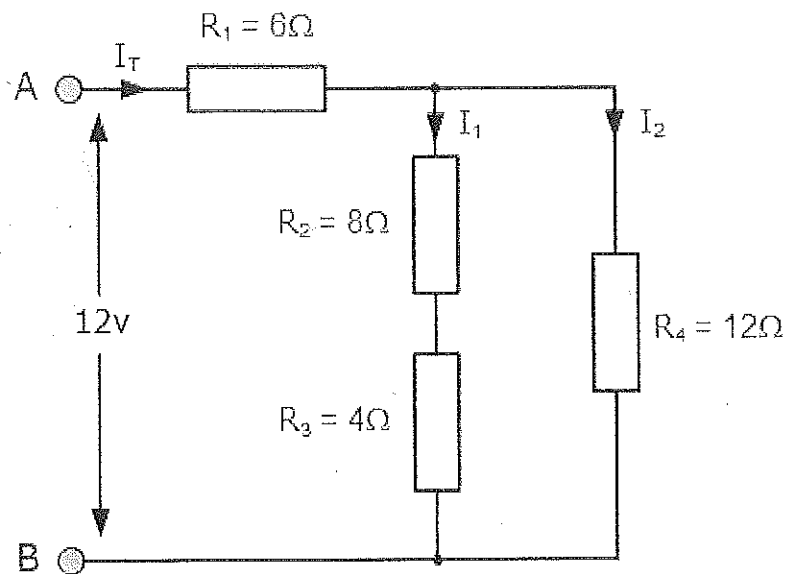 R₁ = 6Ω
A
I_T
I₁
I₂
R₂ = 8Ω
12v
R₄ = 12Ω
R₃ = 4Ω
B